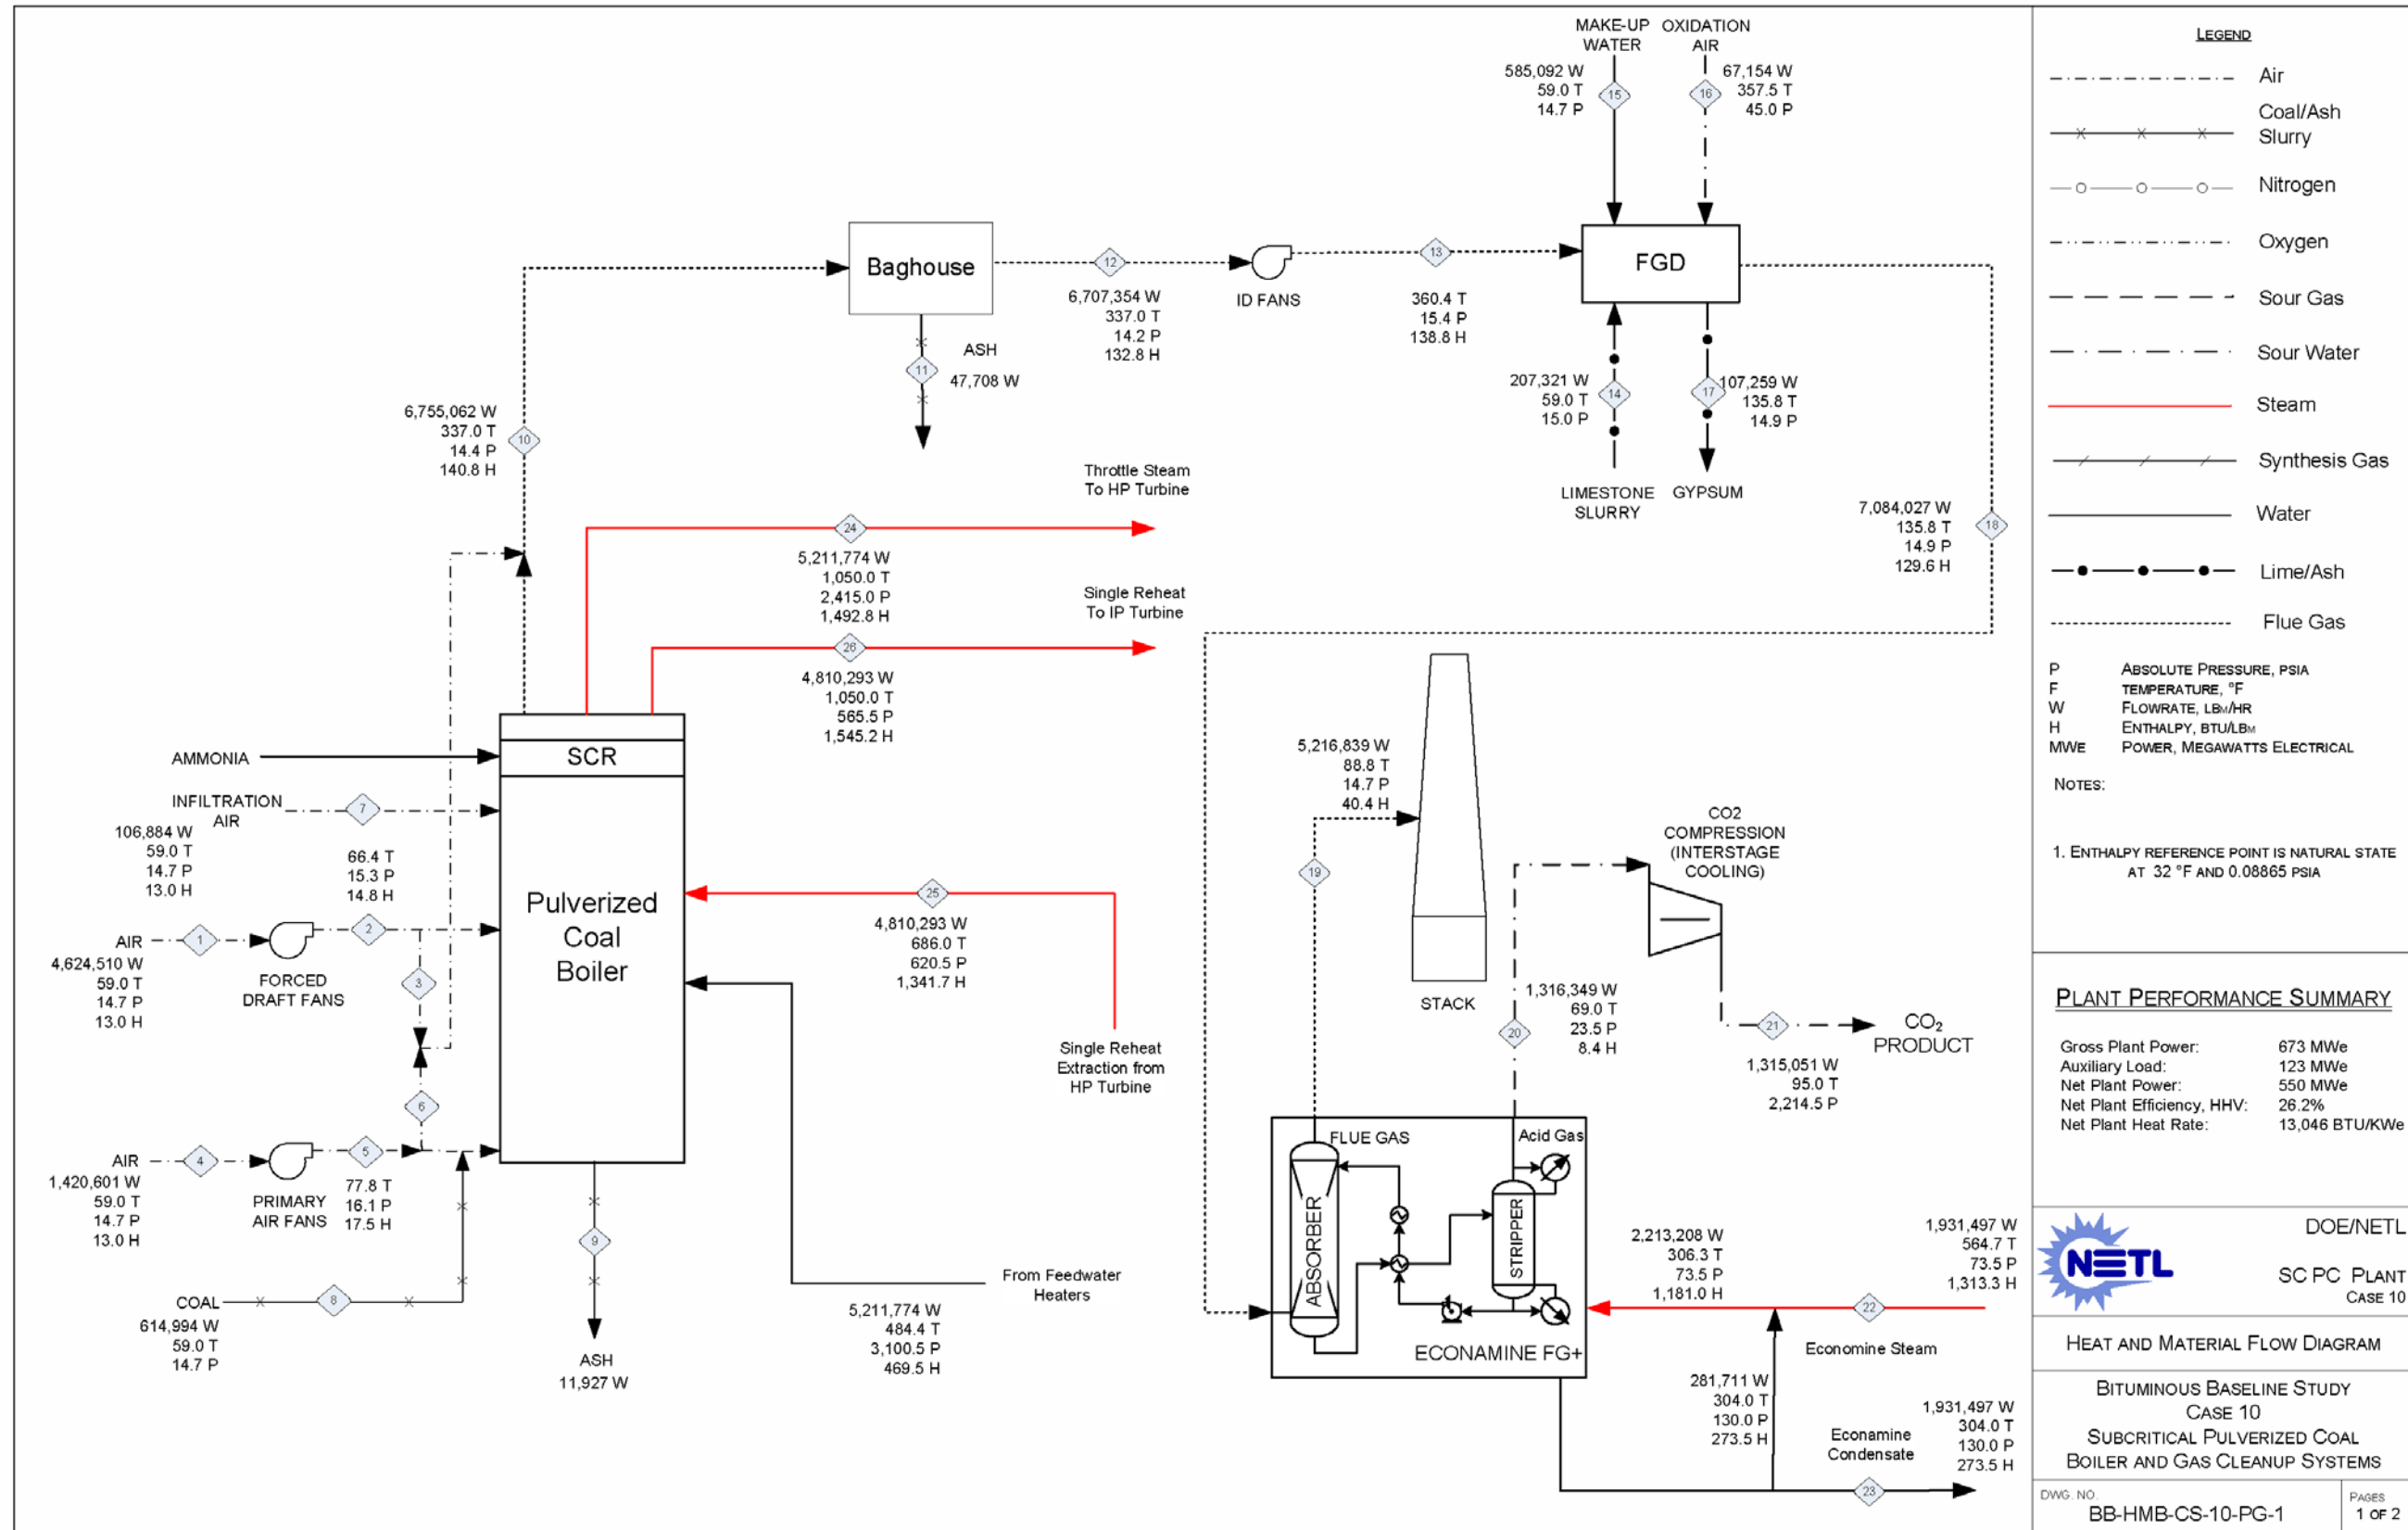 MAKE-UP WATER
585,092 W
59.0 T
14.7 P
15
OXIDATION AIR
67,154 W
357.5 T
45.0 P
16
Baghouse
12
6,707,354 W
337.0 T
14.2 P
132.8 H
ID FANS
13
360.4 T
15.4 P
138.8 H
FGD
ASH
47,708 W
11
207,321 W
59.0 T
15.0 P
14
LIMESTONE
SLURRY
107,259 W
135.8 T
14.9 P
17
GYPSUM
6,755,062 W
337.0 T
14.4 P
140.8 H
10
Throttle Steam
To HP Turbine
24
5,211,774 W
1,050.0 T
2,415.0 P
1,492.8 H
Single Reheat
To IP Turbine
26
4,810,293 W
1,050.0 T
565.5 P
1,545.2 H
7,084,027 W
135.8 T
14.9 P
129.6 H
18
SCR
Pulverized
Coal
Boiler
AMMONIA
INFILTRATION
AIR
7
106,884 W
59.0 T
14.7 P
13.0 H
66.4 T
15.3 P
14.8 H
AIR
1
2
4,624,510 W
59.0 T
14.7 P
13.0 H
FORCED
DRAFT FANS
3
6
AIR
4
5
1,420,601 W
59.0 T
14.7 P
13.0 H
PRIMARY
AIR FANS
77.8 T
16.1 P
17.5 H
COAL
8
614,994 W
59.0 T
14.7 P
9
ASH
11,927 W
25
4,810,293 W
686.0 T
620.5 P
1,341.7 H
Single Reheat
Extraction from
HP Turbine
From Feedwater
Heaters
5,211,774 W
484.4 T
3,100.5 P
469.5 H
5,216,839 W
88.8 T
14.7 P
40.4 H
19
STACK
CO2
COMPRESSION
(INTERSTAGE
COOLING)
1,316,349 W
69.0 T
23.5 P
8.4 H
20
21
CO2
PRODUCT
1,315,051 W
95.0 T
2,214.5 P
FLUE GAS
Acid Gas
ABSORBER
STRIPPER
ECONAMINE FG+
2,213,208 W
306.3 T
73.5 P
1,181.0 H
1,931,497 W
564.7 T
73.5 P
1,313.3 H
22
Economine Steam
281,711 W
304.0 T
130.0 P
273.5 H
Econamine
Condensate
1,931,497 W
304.0 T
130.0 P
273.5 H
23
LEGEND
Air
Coal/Ash
Slurry
Nitrogen
Oxygen
Sour Gas
Sour Water
Steam
Synthesis Gas
Water
Lime/Ash
Flue Gas
P ABSOLUTE PRESSURE, PSIA
F TEMPERATURE, °F
W FLOWRATE, LBM/HR
H ENTHALPY, BTU/LBM
MWE POWER, MEGAWATTS ELECTRICAL
NOTES:
1. ENTHALPY REFERENCE POINT IS NATURAL STATE
AT 32 °F AND 0.08865 PSIA
PLANT PERFORMANCE SUMMARY
Gross Plant Power: 673 MWe
Auxiliary Load: 123 MWe
Net Plant Power: 550 MWe
Net Plant Efficiency, HHV: 26.2%
Net Plant Heat Rate: 13,046 BTU/KWe
NETL
DOE/NETL
SC PC PLANT
CASE 10
HEAT AND MATERIAL FLOW DIAGRAM
BITUMINOUS BASELINE STUDY
CASE 10
SUBCRITICAL PULVERIZED COAL
BOILER AND GAS CLEANUP SYSTEMS
DWG. NO.
BB-HMB-CS-10-PG-1
PAGES
1 OF 2